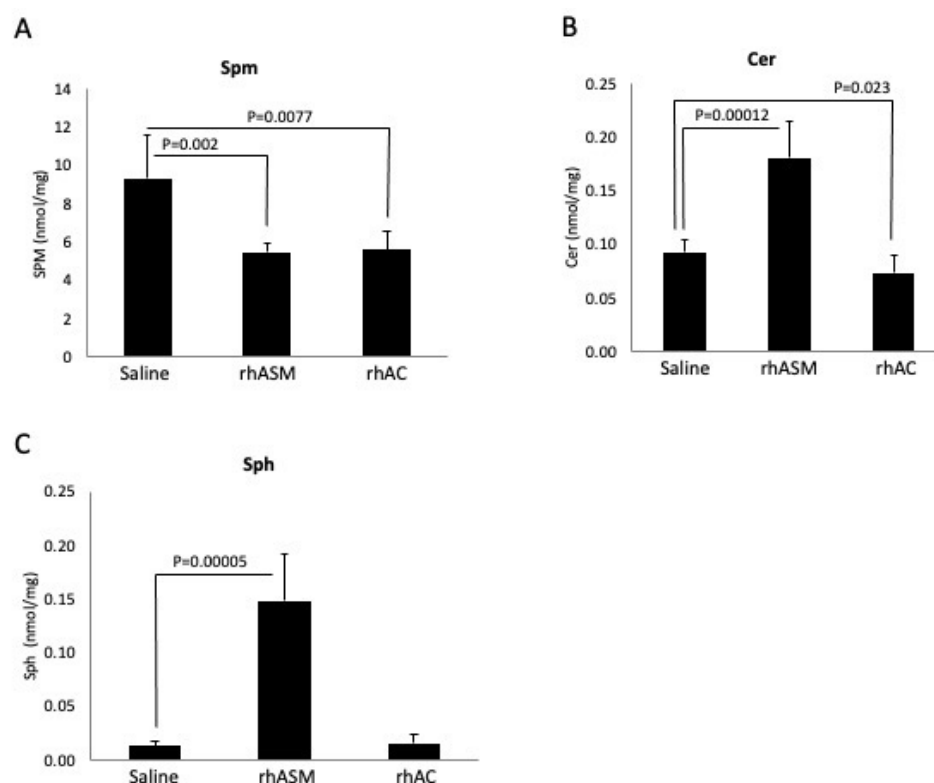 A
Spm
SPM (nmol/mg)
14
12
10
8
6
4
2
0
P=0.0077
P=0.002
Saline rhASM rhAC
B
Cer
Cer (nmol/mg)
0.25
0.20
0.15
0.10
0.05
0.00
P=0.023
P=0.00012
Saline rhASM rhAC
C
Sph
Sph (nmol/mg)
0.25
0.20
0.15
0.10
0.05
0.00
P=0.00005
Saline rhASM rhAC